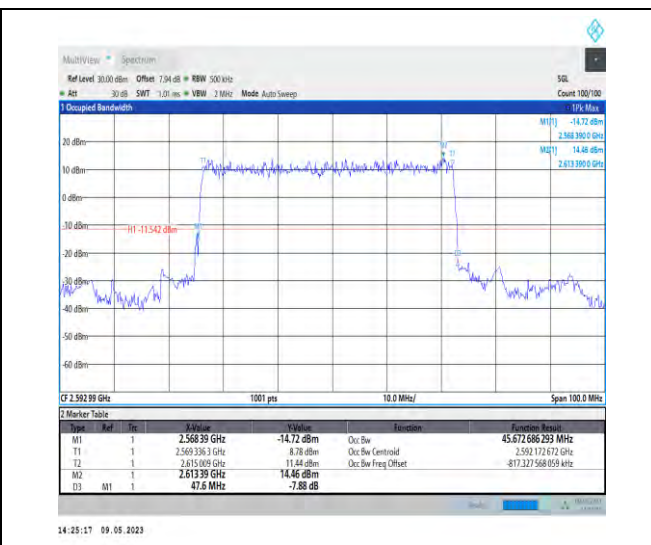 MultiView Spectrum
Ref Level 30.00 dBm Offset 7.94 dB RBW 500 kHz SGL
Att 30 dB SWT 1.01 ms VBW 2 MHz Mode Auto Sweep Count 100/100
1 Occupied Bandwidth 1Pk Max
M1[1] -14.72 dBm
2.568 390 0 GHz
M2[1] 14.46 dBm
2.613 390 0 GHz
20 dBm
10 dBm
0 dBm
-10 dBm
H1 -11.542 dBm
-20 dBm
-30 dBm
-40 dBm
-50 dBm
-60 dBm
T1
M1
T2
CF 2.592 99 GHz 1001 pts 10.0 MHz/ Span 100.0 MHz
2 Marker Table
Type Ref Trc X-Value Y-Value Function Function Result
M1 1 2.568 39 GHz -14.72 dBm Occ Bw 45.672 686 293 MHz
T1 1 2.569 336 3 GHz 8.78 dBm Occ Bw Centroid 2.592 172 672 GHz
T2 1 2.615 009 GHz 11.44 dBm Occ Bw Freq Offset -817.327 568 059 kHz
M2 1 2.613 39 GHz 14.46 dBm
D3 M1 1 47.6 MHz -7.88 dB
14:25:17 09.05.2023